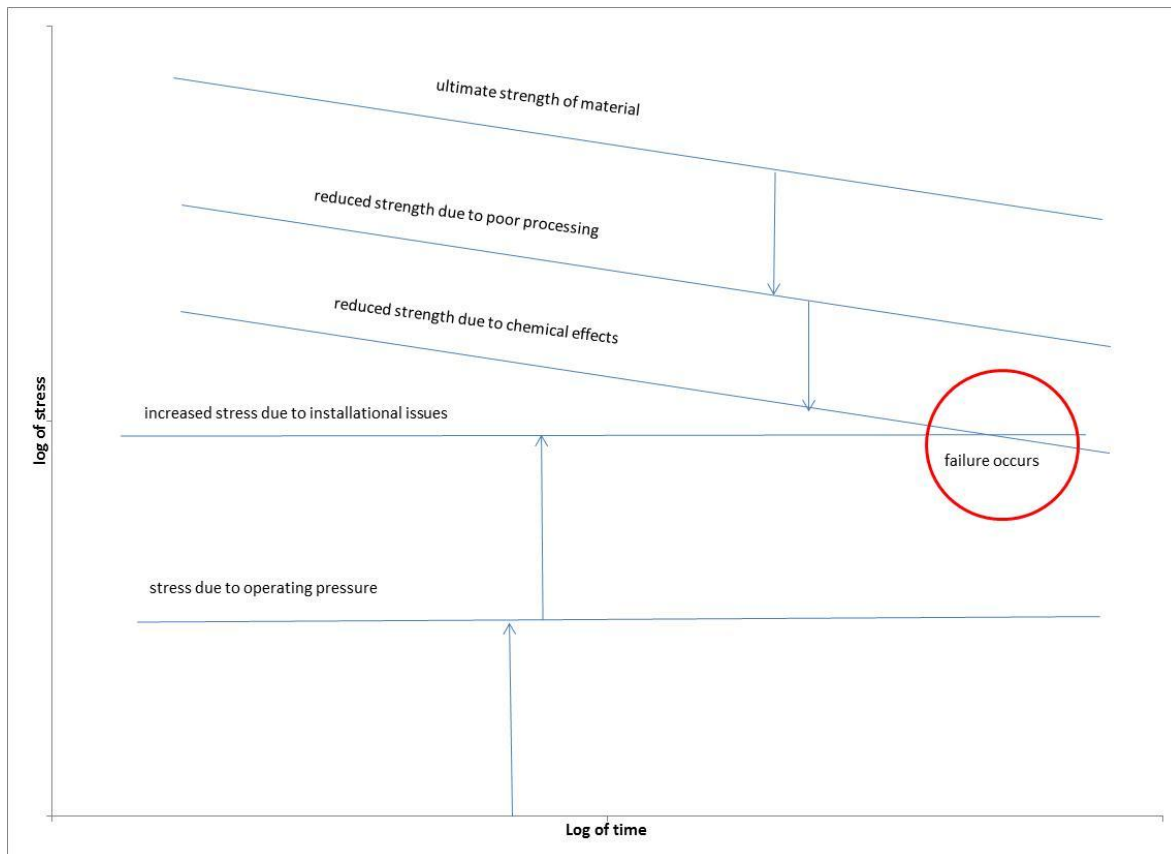 ultimate strength of material
reduced strength due to poor processing
reduced strength due to chemical effects
increased stress due to installational issues
failure occurs
stress due to operating pressure
log of stress
Log of time